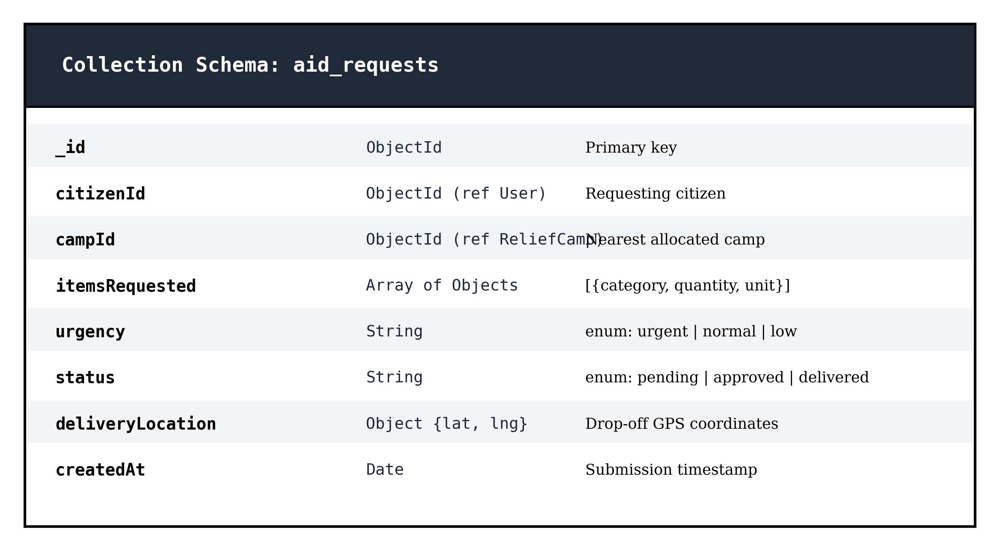 Collection Schema: aid_requests
_id ObjectId Primary key
citizenId ObjectId (ref User) Requesting citizen
campId ObjectId (ref ReliefCamp) Nearest allocated camp
itemsRequested Array of Objects [{category, quantity, unit}]
urgency String enum: urgent | normal | low
status String enum: pending | approved | delivered
deliveryLocation Object {lat, lng} Drop-off GPS coordinates
createdAt Date Submission timestamp